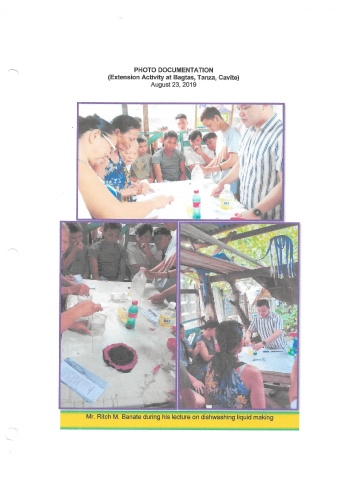 PHOTO DOCUMENTATION
(Extension Activity at Bagtas, Tanza, Cavite)
August 23, 2019
Mr. Ritch M. Banate during his lecture on dishwashing liquid making